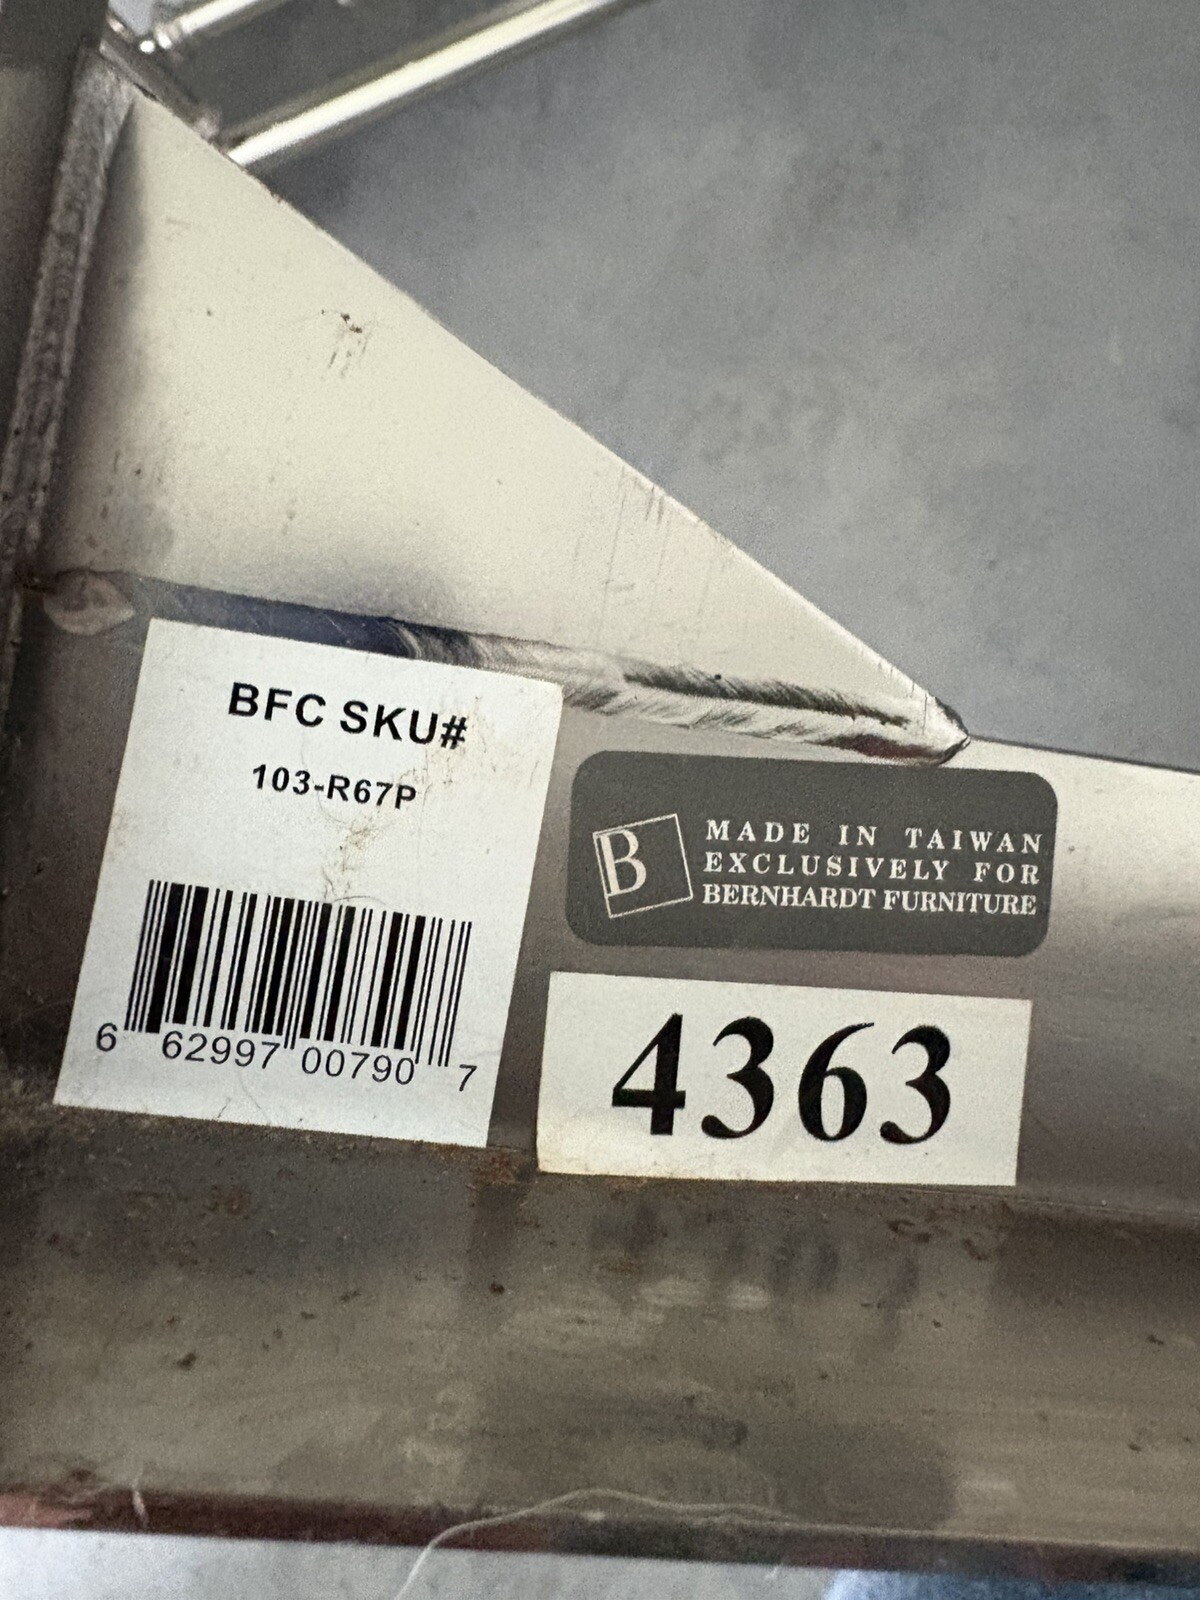 BFC SKU#
103-R67P
6 62997 00790 7
B
MADE IN TAIWAN
EXCLUSIVELY FOR
BERNHARDT FURNITURE
4363